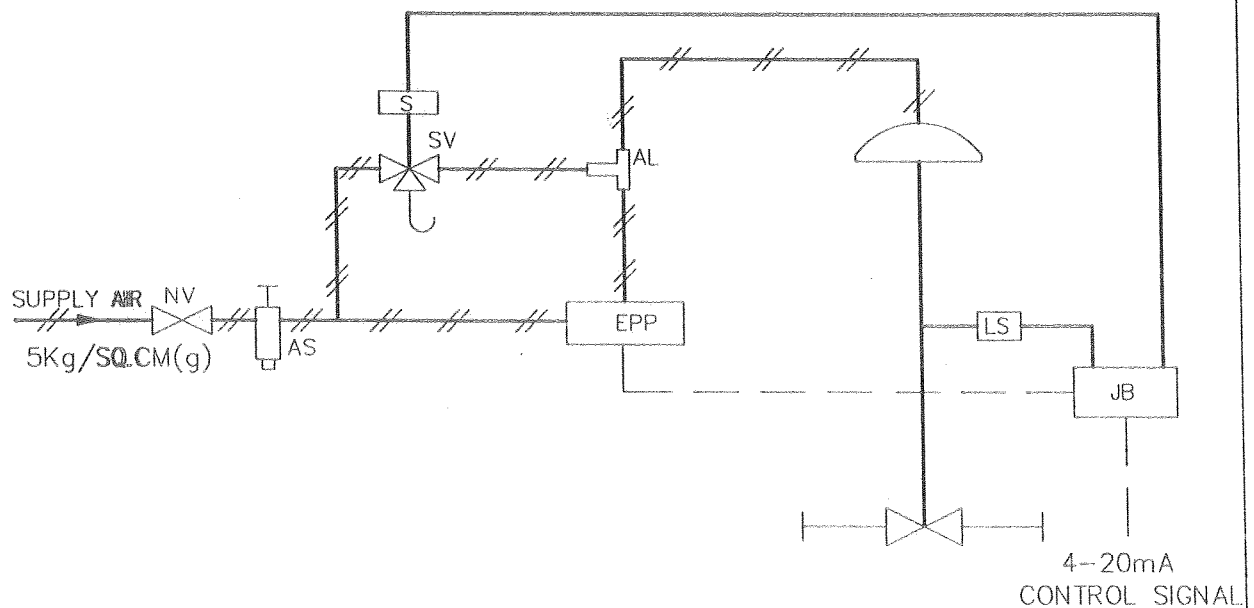 S
SV
AL
SUPPLY AIR
NV
AS
5Kg/SQ.CM(g)
EPP
LS
JB
4-20mA
CONTROL SIGNAL